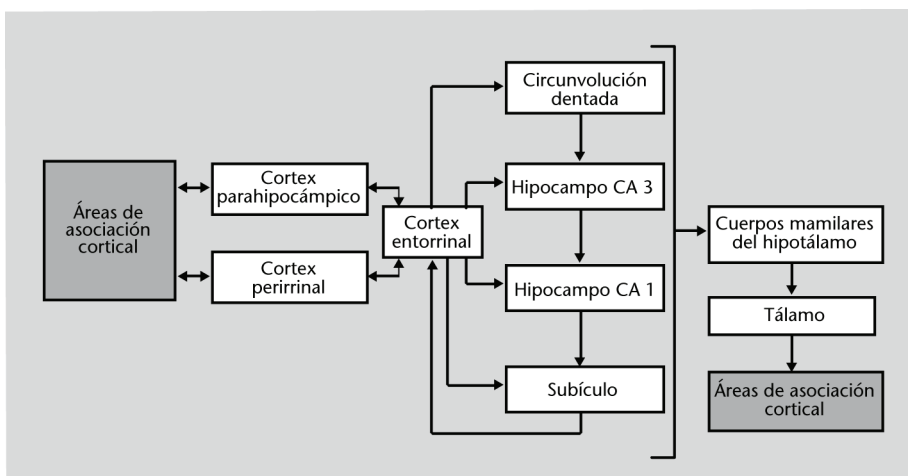 Áreas de
asociación
cortical
Cortex
parahipocámpico
Cortex
perirrinal
Cortex
entorrinal
Circunvolución
dentada
Hipocampo CA 3
Hipocampo CA 1
Subículo
Cuerpos mamilares
del hipotálamo
Tálamo
Áreas de asociación
cortical